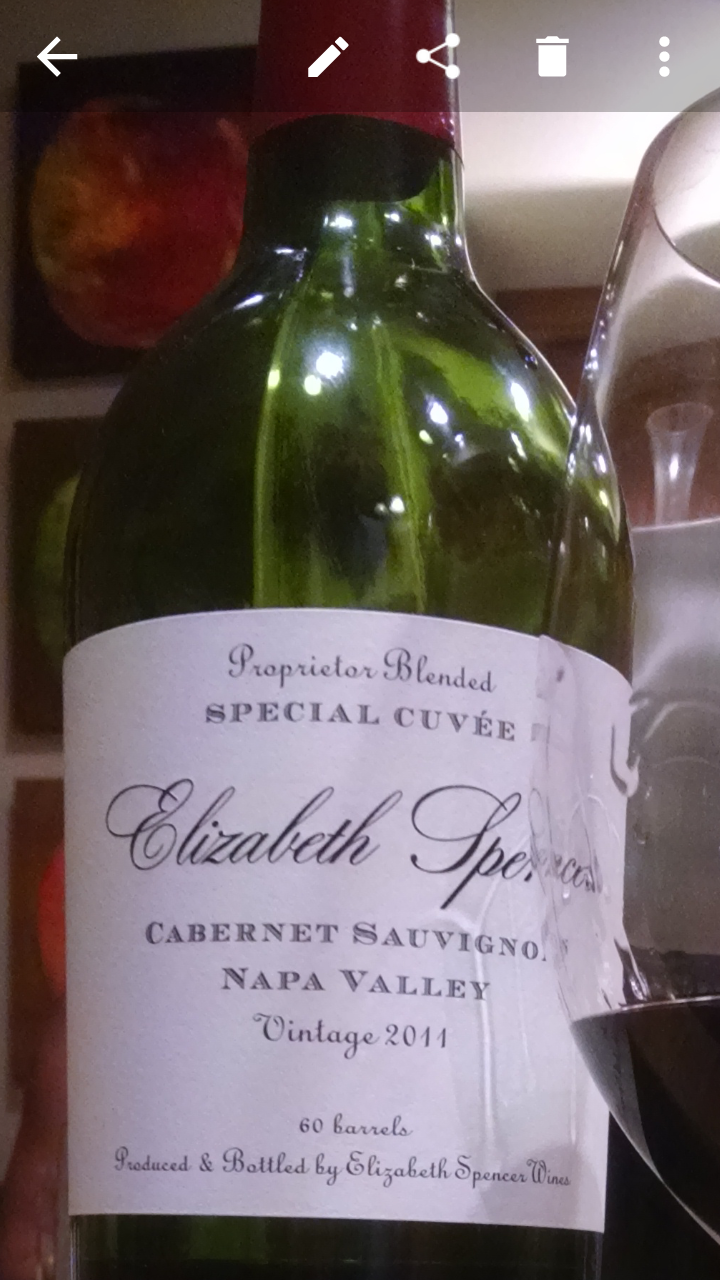 Proprietor Blended
SPECIAL CUVÉE
Elizabeth Spencer
CABERNET SAUVIGNON
NAPA VALLEY
Vintage 2011
60 barrels
Produced & Bottled by Elizabeth Spencer Wines